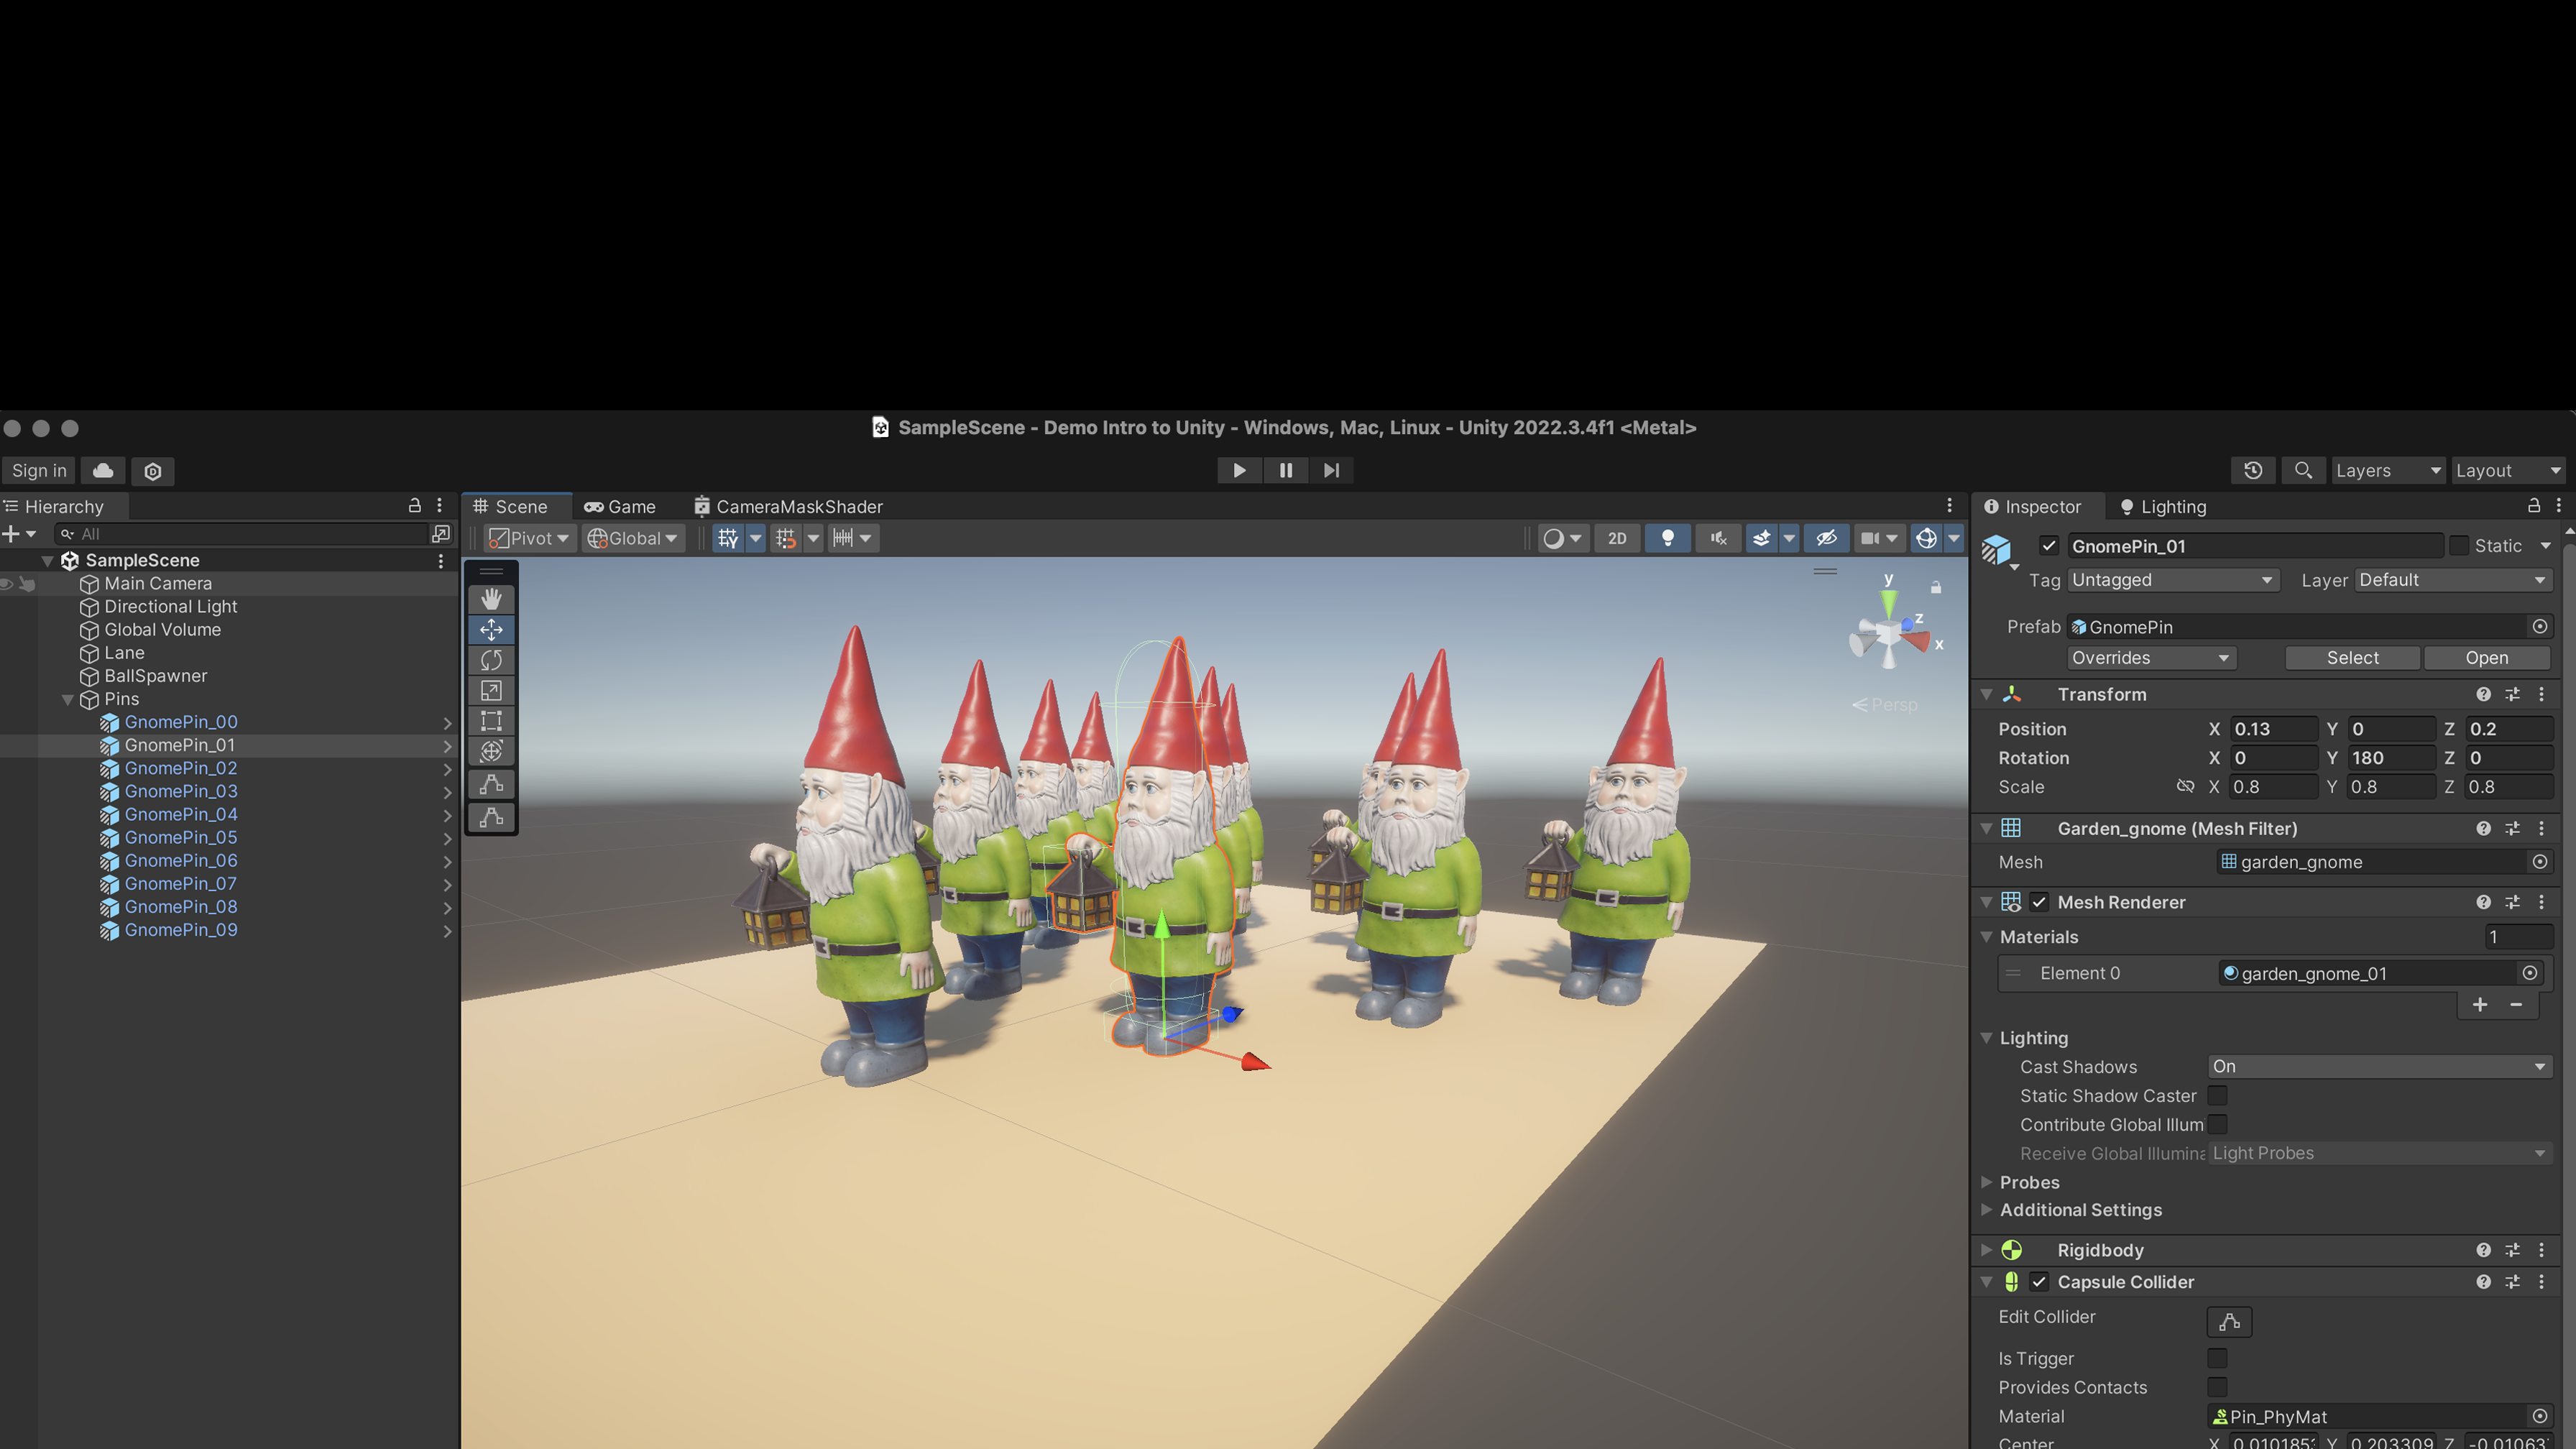 SampleScene - Demo Intro to Unity - Windows, Mac, Linux - Unity 2022.3.4f1 <Metal>
Sign in
Layers
Layout
Hierarchy
All
SampleScene
Main Camera
Directional Light
Global Volume
Lane
BallSpawner
Pins
GnomePin_00
GnomePin_01
GnomePin_02
GnomePin_03
GnomePin_04
GnomePin_05
GnomePin_06
GnomePin_07
GnomePin_08
GnomePin_09
Scene Game CameraMaskShader
Pivot Global 2D
y
z
x
Persp
Inspector Lighting
GnomePin_01 Static
Tag Untagged Layer Default
Prefab GnomePin
Overrides Select Open
Transform
Position X 0.13 Y 0 Z 0.2
Rotation X 0 Y 180 Z 0
Scale X 0.8 Y 0.8 Z 0.8
Garden_gnome (Mesh Filter)
Mesh garden_gnome
Mesh Renderer
Materials 1
Element 0 garden_gnome_01
Lighting
Cast Shadows On
Static Shadow Caster
Contribute Global Illum
Receive Global Illumina Light Probes
Probes
Additional Settings
Rigidbody
Capsule Collider
Edit Collider
Is Trigger
Provides Contacts
Material Pin_PhyMat
Center X Y 0.203309 Z